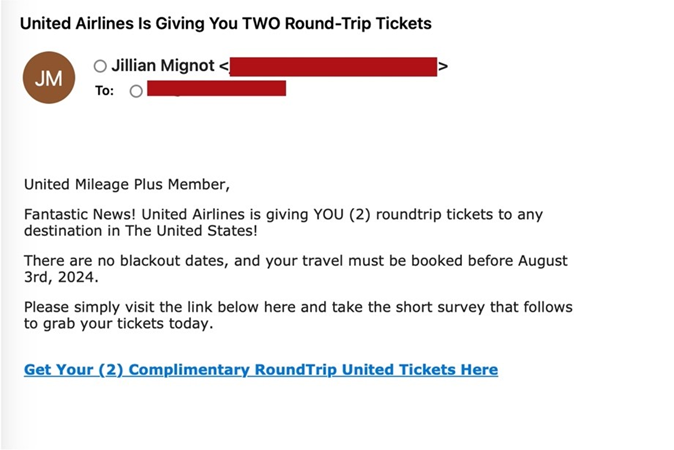 United Airlines Is Giving You TWO Round-Trip Tickets
JM
Jillian Mignot < >
To:
United Mileage Plus Member,
Fantastic News! United Airlines is giving YOU (2) roundtrip tickets to any
destination in The United States!
There are no blackout dates, and your travel must be booked before August
3rd, 2024.
Please simply visit the link below here and take the short survey that follows
to grab your tickets today.
Get Your (2) Complimentary RoundTrip United Tickets Here